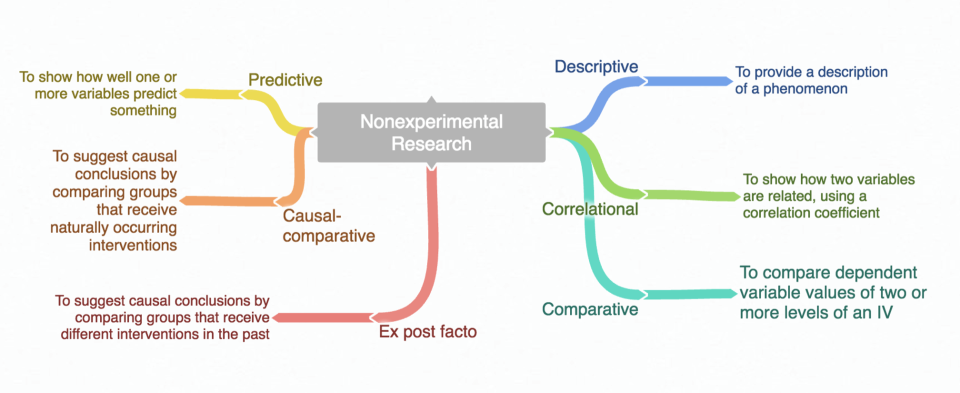 Nonexperimental
Research
Predictive
To show how well one or
more variables predict
something
Causal-
comparative
To suggest causal
conclusions by
comparing groups
that receive
naturally occurring
interventions
Ex post facto
To suggest causal conclusions by
comparing groups that receive
different interventions in the past
Descriptive
To provide a description
of a phenomenon
Correlational
To show how two variables
are related, using a
correlation coefficient
Comparative
To compare dependent
variable values of two or
more levels of an IV